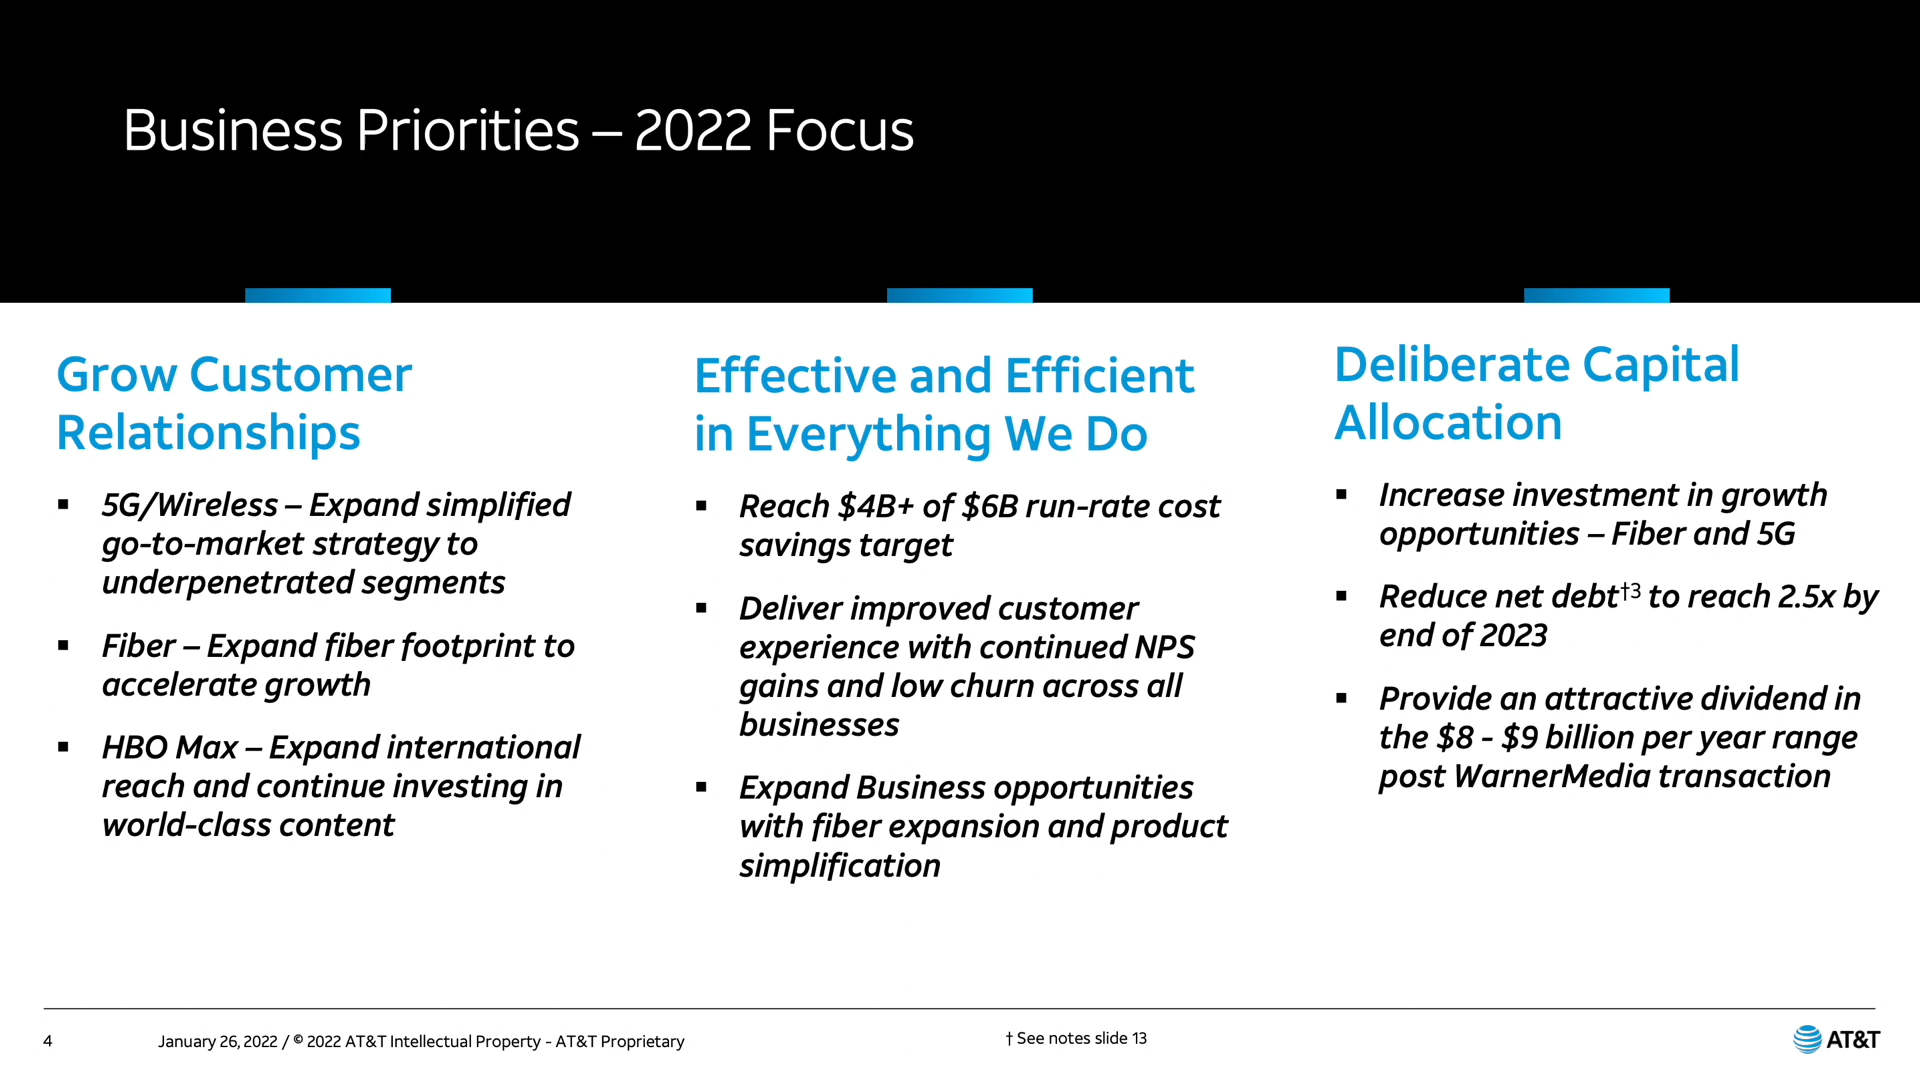 Business Priorities – 2022 Focus
Grow Customer
Relationships
▪ 5G/Wireless – Expand simplified
go-to-market strategy to
underpenetrated segments
▪ Fiber – Expand fiber footprint to
accelerate growth
▪ HBO Max – Expand international
reach and continue investing in
world-class content
Effective and Efficient
in Everything We Do
▪ Reach $4B+ of $6B run-rate cost
savings target
▪ Deliver improved customer
experience with continued NPS
gains and low churn across all
businesses
▪ Expand Business opportunities
with fiber expansion and product
simplification
Deliberate Capital
Allocation
▪ Increase investment in growth
opportunities – Fiber and 5G
▪ Reduce net debt†3 to reach 2.5x by
end of 2023
▪ Provide an attractive dividend in
the $8 - $9 billion per year range
post WarnerMedia transaction
4
January 26, 2022 / © 2022 AT&T Intellectual Property - AT&T Proprietary
† See notes slide 13
AT&T